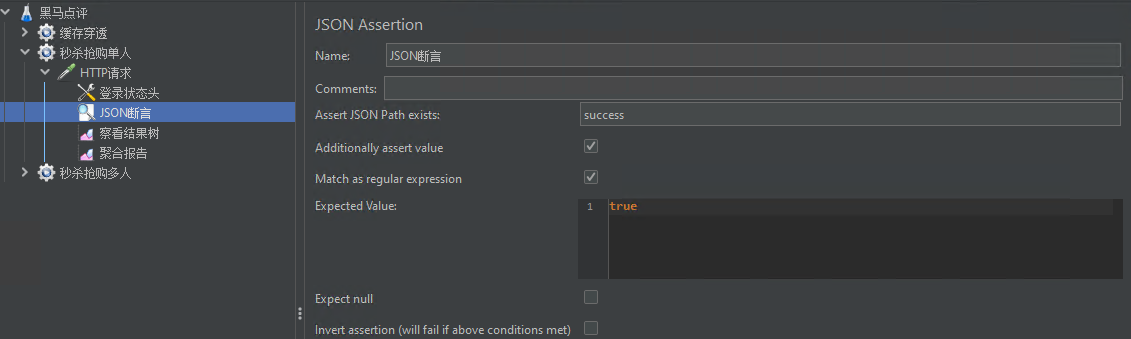 黑马点评
缓存穿透
秒杀抢购单人
HTTP请求
登录状态头
JSON断言
察看结果树
聚合报告
秒杀抢购多人
JSON Assertion
Name: JSON断言
Comments:
Assert JSON Path exists: success
Additionally assert value
Match as regular expression
Expected Value: 1 true
Expect null
Invert assertion (will fail if above conditions met)